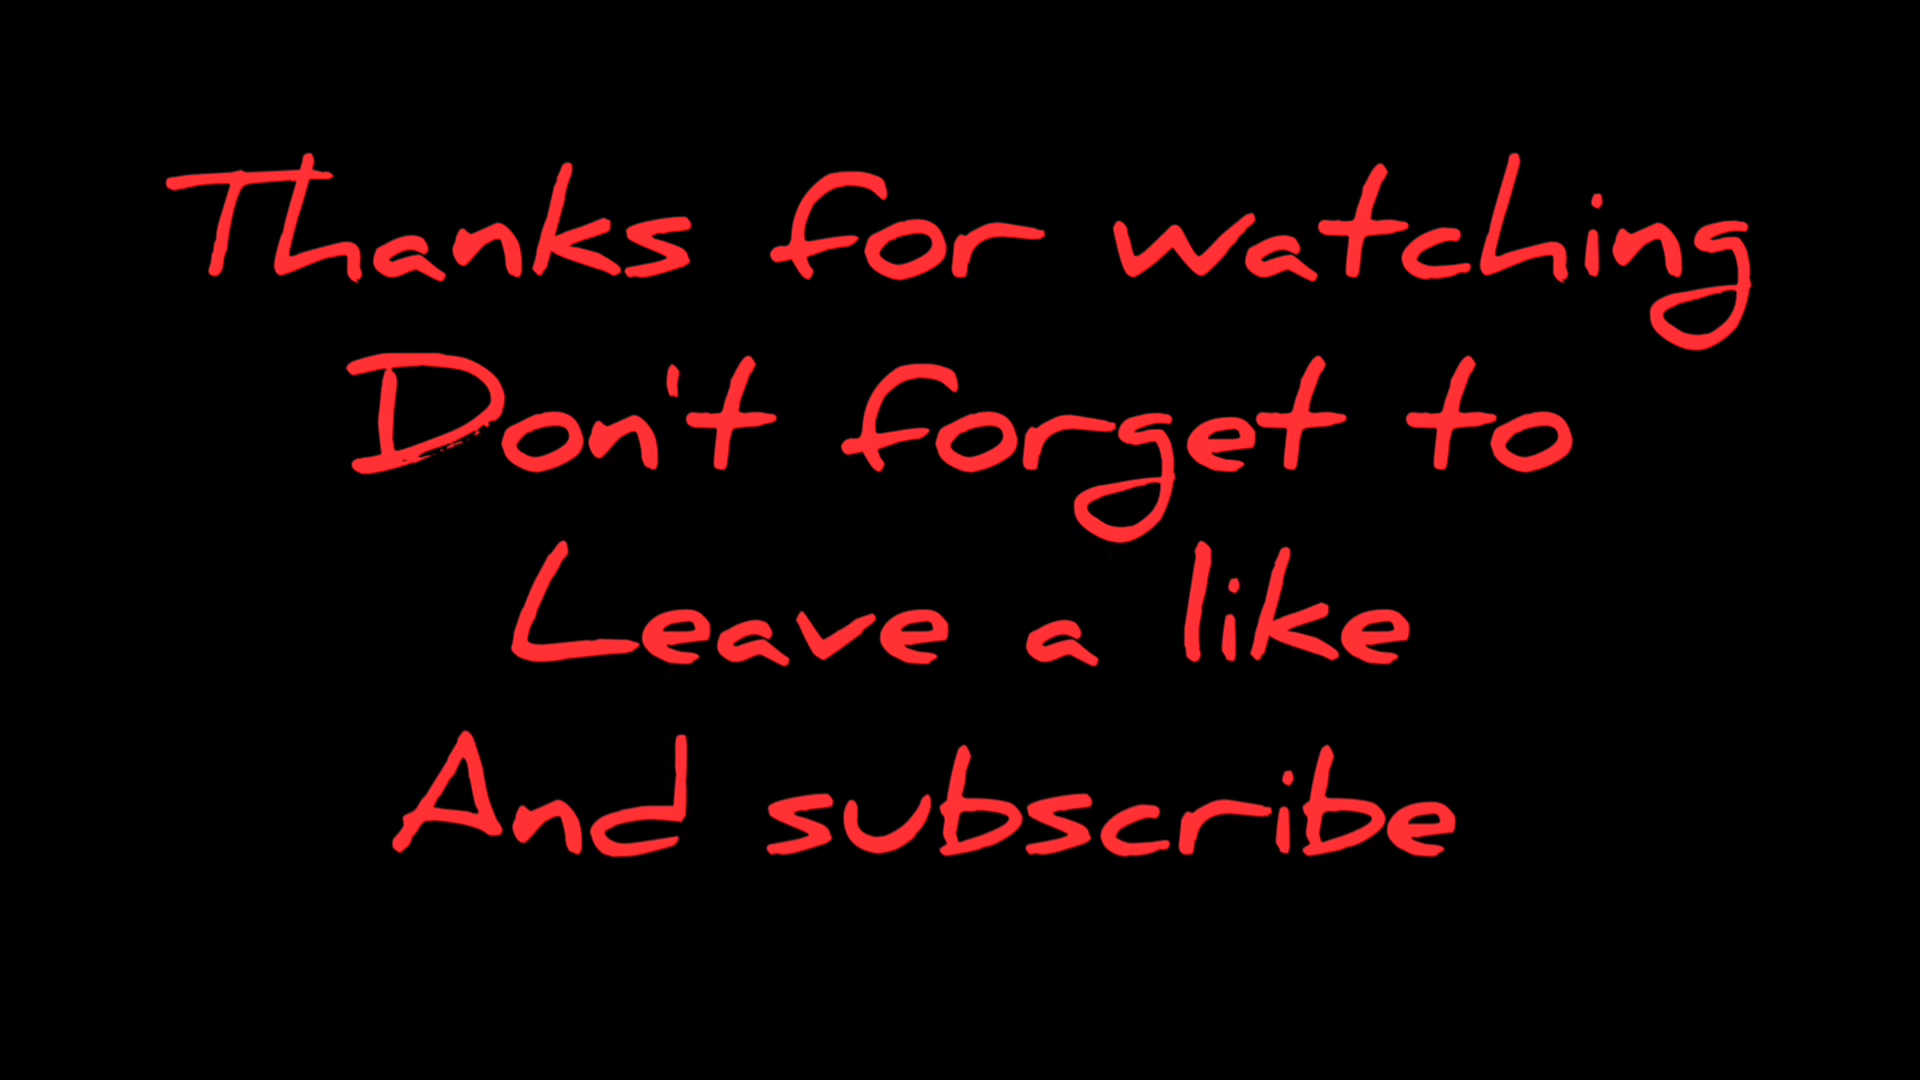 Thanks for watching
Don't forget to
Leave a like
And subscribe